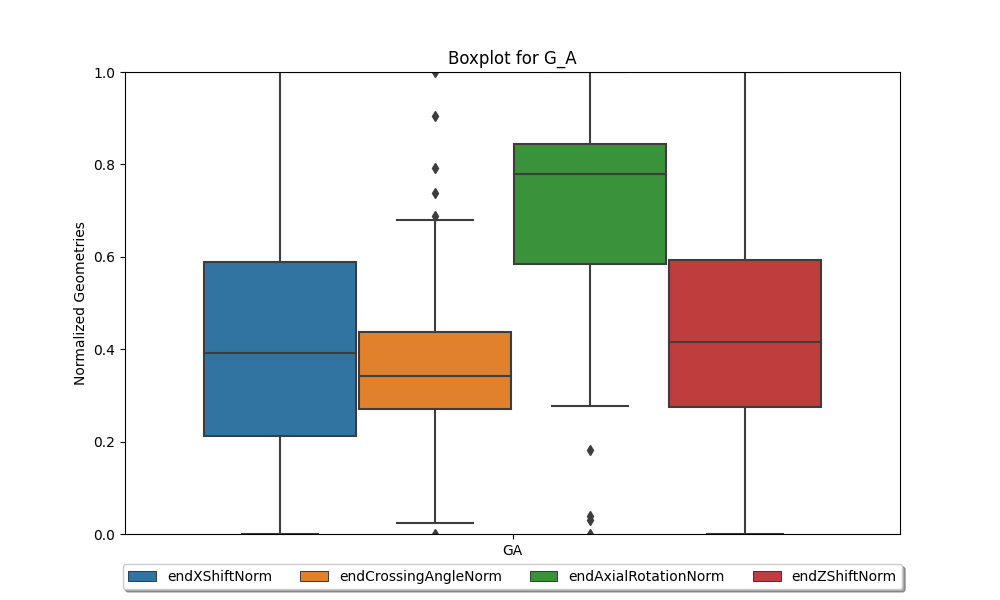 Boxplot for G_A
1.0
0.8
0.6
0.4
0.2
0.0
Normalized Geometries
GA
endXShiftNorm endCrossingAngleNorm endAxialRotationNorm endZShiftNorm